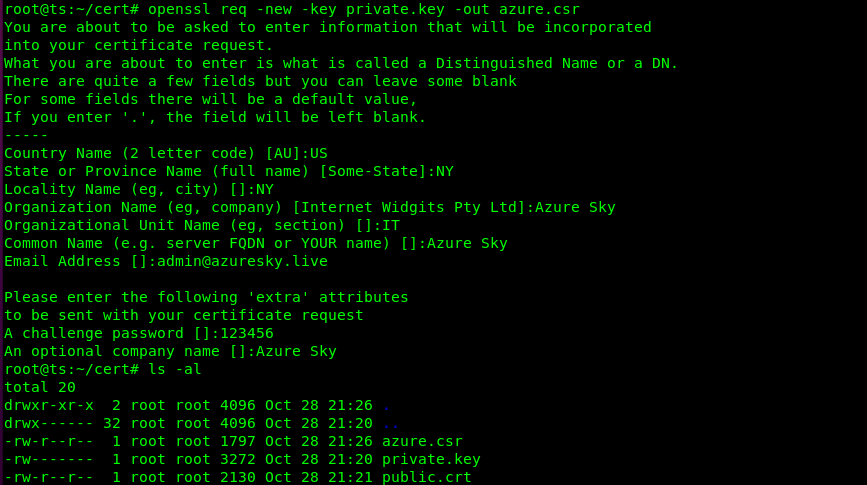 root@ts:~/cert# openssl req -new -key private.key -out azure.csr
You are about to be asked to enter information that will be incorporated
into your certificate request.
What you are about to enter is what is called a Distinguished Name or a DN.
There are quite a few fields but you can leave some blank
For some fields there will be a default value,
If you enter '.', the field will be left blank.
-----
Country Name (2 letter code) [AU]:US
State or Province Name (full name) [Some-State]:NY
Locality Name (eg, city) []:NY
Organization Name (eg, company) [Internet Widgits Pty Ltd]:Azure Sky
Organizational Unit Name (eg, section) []:IT
Common Name (e.g. server FQDN or YOUR name) []:Azure Sky
Email Address []:admin@azuresky.live

Please enter the following 'extra' attributes
to be sent with your certificate request
A challenge password []:123456
An optional company name []:Azure Sky
root@ts:~/cert# ls -al
total 20
drwxr-xr-x  2 root root 4096 Oct 28 21:26 .
drwx------ 32 root root 4096 Oct 28 21:20 ..
-rw-r--r--  1 root root 1797 Oct 28 21:26 azure.csr
-rw-------  1 root root 3272 Oct 28 21:20 private.key
-rw-r--r--  1 root root 2130 Oct 28 21:21 public.crt